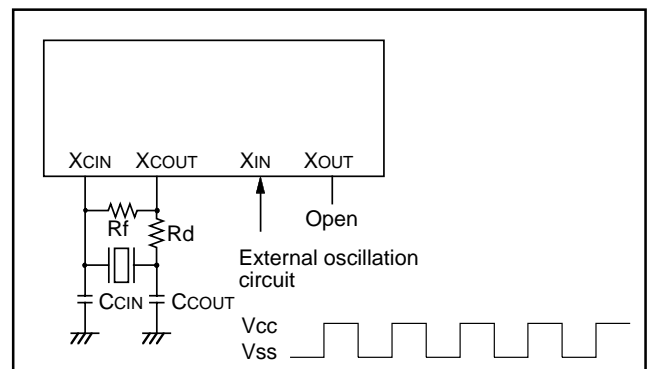 XCIN XCOUT XIN XOUT
Rf
Rd
Open
External oscillation
circuit
CCIN CCOUT
Vcc
Vss